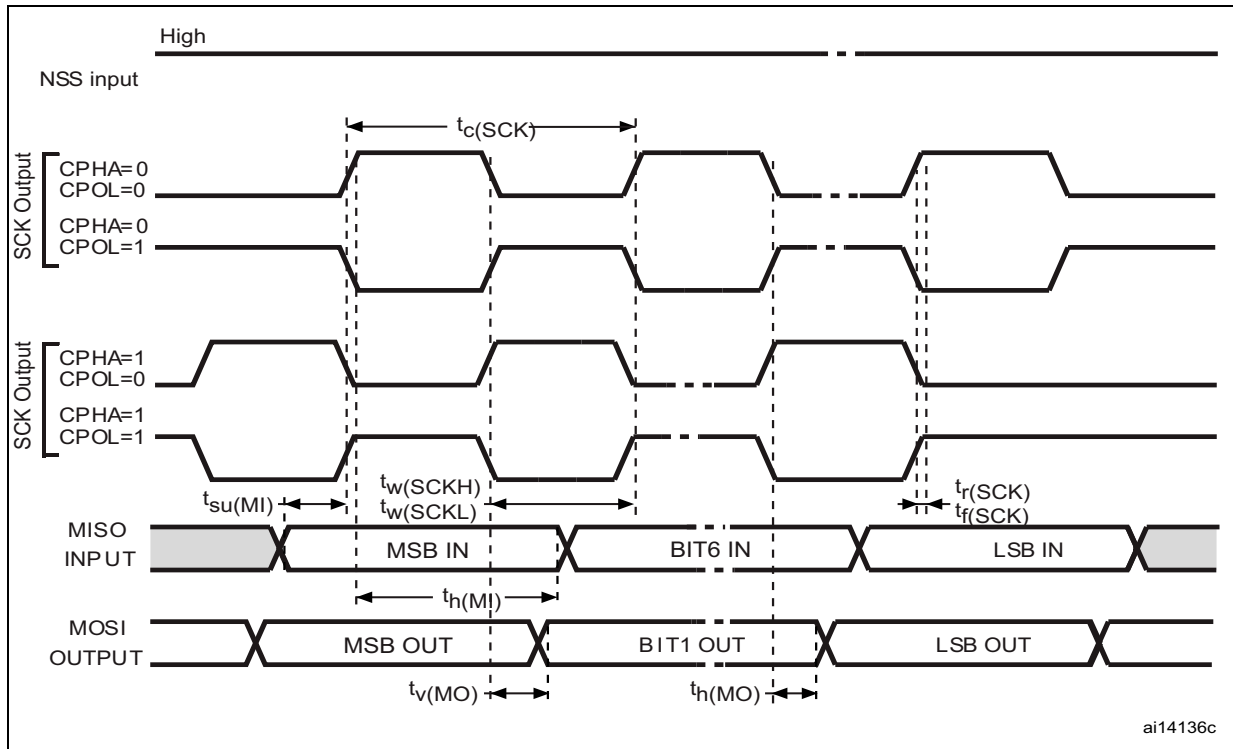 High
NSS input
tc(SCK)
SCK Output
CPHA=0
CPOL=0
CPHA=0
CPOL=1
SCK Output
CPHA=1
CPOL=0
CPHA=1
CPOL=1
tsu(MI)
tw(SCKH)
tw(SCKL)
tr(SCK)
tf(SCK)
MISO
INPUT
MSB IN
BIT6 IN
LSB IN
th(MI)
MOSI
OUTPUT
MSB OUT
BIT1 OUT
LSB OUT
tv(MO)
th(MO)
ai14136c